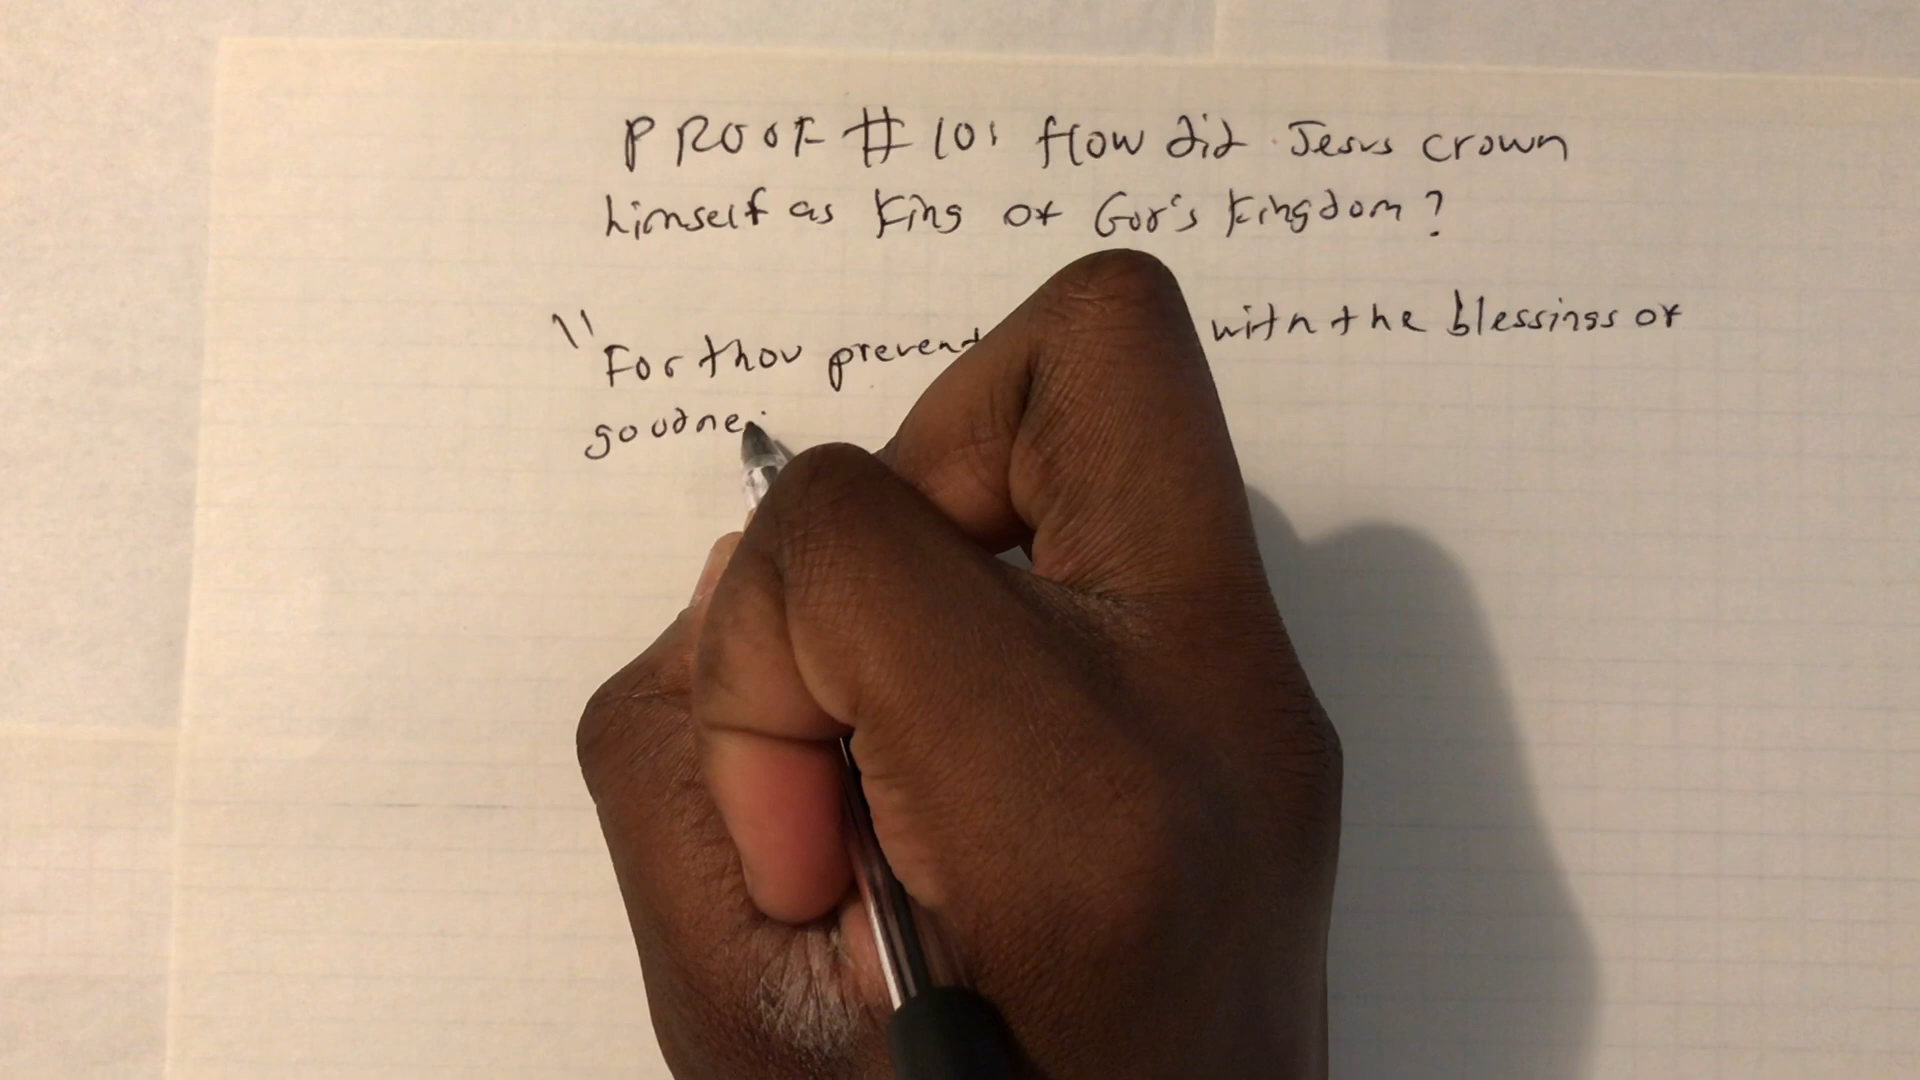 PROOF #10: How did Jesus crown
himself as King of God's Kingdom?
"For thou prevent with the blessings of
goodne